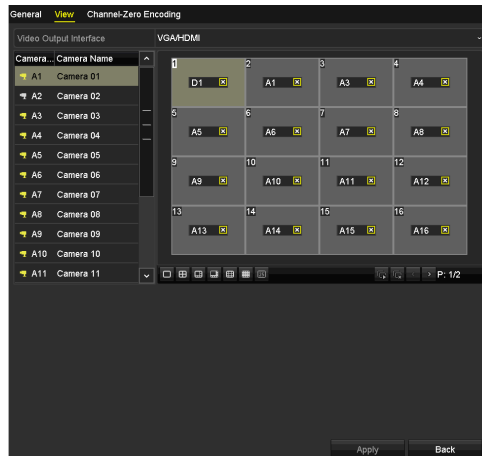 General View Channel-Zero Encoding
Video Output Interface VGA/HDMI
Camera... Camera Name
A1 Camera 01
A2 Camera 02
A3 Camera 03
A4 Camera 04
A5 Camera 05
A6 Camera 06
A7 Camera 07
A8 Camera 08
A9 Camera 09
A10 Camera 10
A11 Camera 11
1 2 3 4
D1 A1 A3 A4
5 6 7 8
A5 A6 A7 A8
9 10 11 12
A9 A10 A11 A12
13 14 15 16
A13 A14 A15 A16
P: 1/2
Apply Back